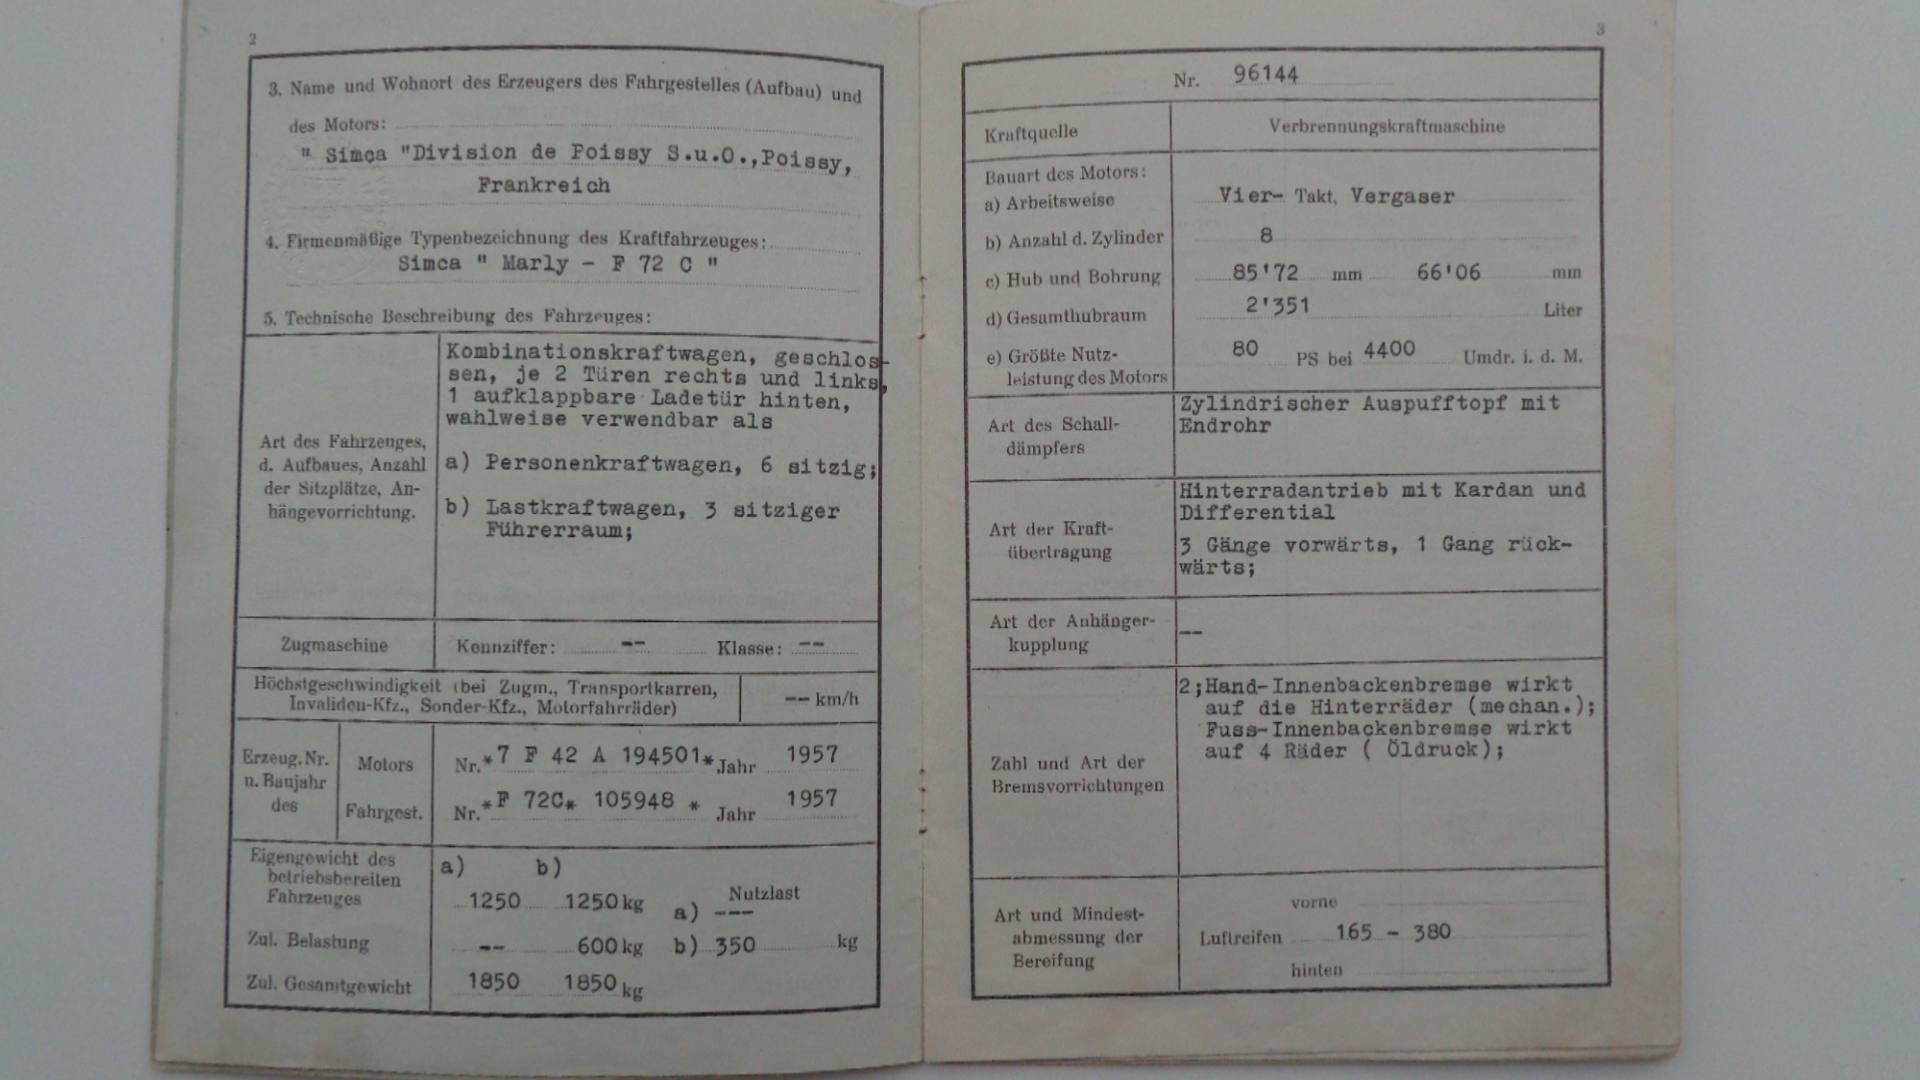 2
3. Name und Wohnort des Erzeugers des Fahrgestelles (Aufbau) und
des Motors:
" Simca "Division de Poissy S.u.O.,Poissy,
Frankreich
4. Firmenmäßige Typenbezeichnung des Kraftfahrzeuges:
Simca " Marly - F 72 C "
5. Technische Beschreibung des Fahrzeuges:
Art des Fahrzeuges,
d. Aufbaues, Anzahl
der Sitzplätze, An-
hängevorrichtung.
Kombinationskraftwagen, geschlos-
sen, je 2 Türen rechts und links,
1 aufklappbare Ladetür hinten,
wahlweise verwendbar als
a) Personenkraftwagen, 6 sitzig;
b) Lastkraftwagen, 3 sitziger
Führerraum;
Zugmaschine Kennziffer: -- Klasse: --
Höchstgeschwindigkeit (bei Zugm., Transportkarren,
Invaliden-Kfz., Sonder-Kfz., Motorfahrräder) -- km/h
Erzeug. Nr.
u. Baujahr
des
Motors Nr. *7 F 42 A 194501* Jahr 1957
Fahrgest. Nr. *F 72C* 105948 * Jahr 1957
Eigengewicht des
betriebsbereiten
Fahrzeuges
a) b)
1250 1250 kg
Nutzlast
a) ---
Zul. Belastung -- 600 kg b) 350 kg
Zul. Gesamtgewicht 1850 1850 kg
3
Nr. 96144
Kraftquelle Verbrennungskraftmaschine
Bauart des Motors:
a) Arbeitsweise Vier- Takt, Vergaser
b) Anzahl d. Zylinder 8
c) Hub und Bohrung 85'72 mm 66'06 mm
d) Gesamthubraum 2'351 Liter
e) Größte Nutz-
leistung des Motors
80 PS bei 4400 Umdr. i. d. M.
Art des Schall-
dämpfers
Zylindrischer Auspufftopf mit
Endrohr
Art der Kraft-
übertragung
Hinterradantrieb mit Kardan und
Differential
3 Gänge vorwärts, 1 Gang rück-
wärts;
Art der Anhänger-
kupplung
--
Zahl und Art der
Bremsvorrichtungen
2;Hand-Innenbackenbremse wirkt
auf die Hinterräder (mechan.);
Fuss-Innenbackenbremse wirkt
auf 4 Räder ( Öldruck);
Art und Mindest-
abmessung der
Bereifung
vorne
Luftreifen 165 - 380
hinten